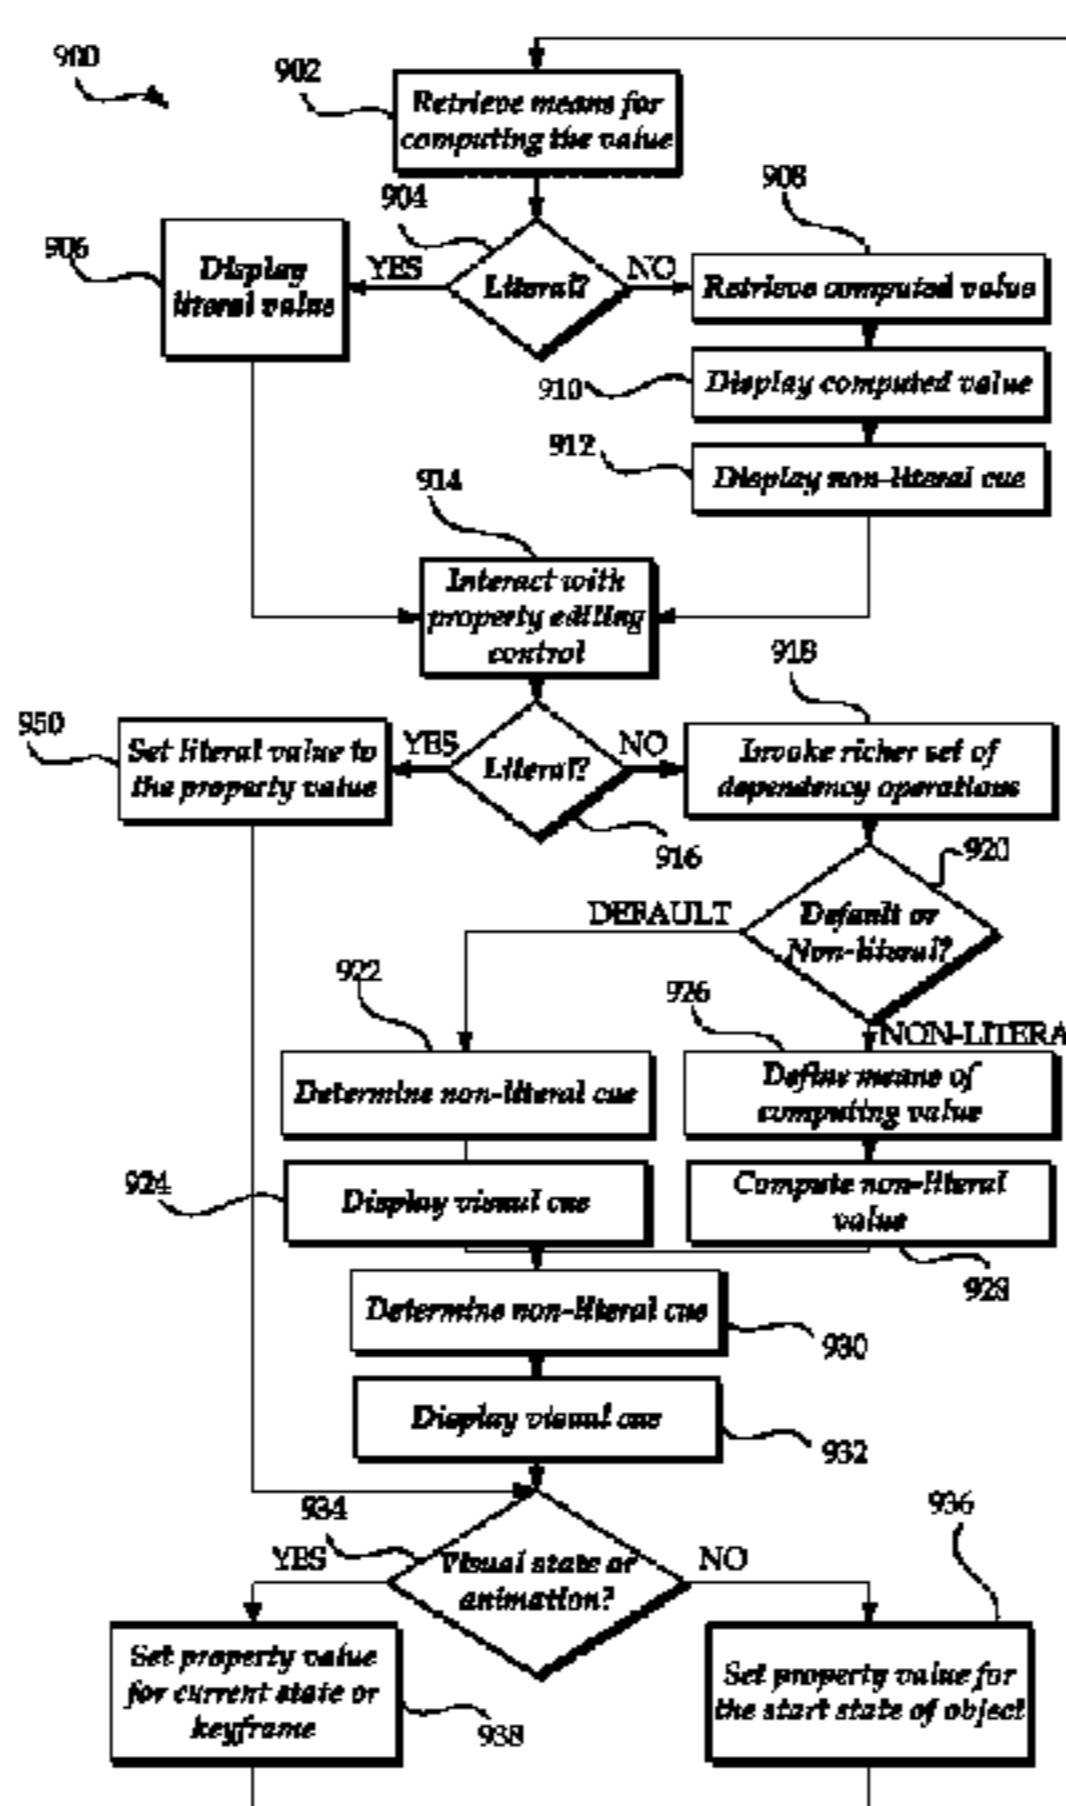 900
902
Retrieve means for
computing the value
904
908
906
Display
literal value
YES
Literal?
NO
Retrieve computed value
910
Display computed value
912
Display non-literal cue
914
Interact with
property editing
control
918
950
Set literal value to
the property value
YES
Literal?
NO
Invoke richer set of
dependency operations
916
920
DEFAULT
Default or
Non-literal?
922
926
NON-LITERA
Determine non-literal cue
Define means of
computing value
924
Display visual cue
Compute non-literal
value
928
Determine non-literal cue
930
Display visual cue
932
934
936
YES
Visual state or
animation?
NO
Set property value
for current state or
keyframe
938
Set property value for
the start state of object